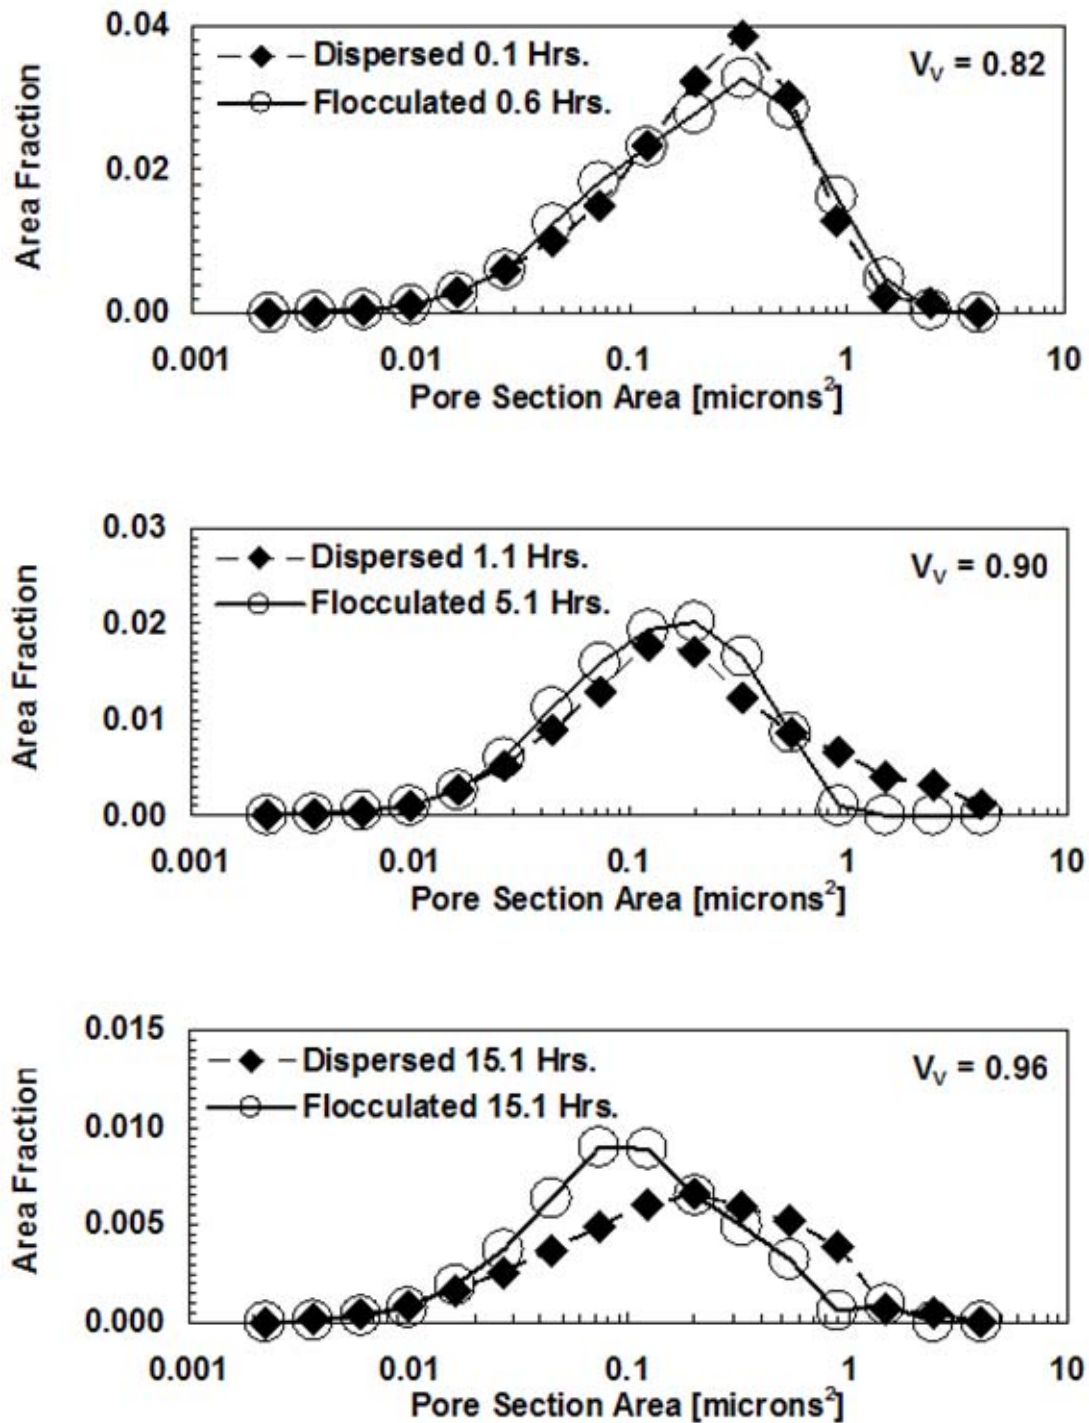 0.04
Dispersed 0.1 Hrs.
V_V = 0.82
Flocculated 0.6 Hrs.
0.02
0.00
Area Fraction
0.001 0.01 0.1 1 10
Pore Section Area [microns²]
0.03
Dispersed 1.1 Hrs.
V_V = 0.90
Flocculated 5.1 Hrs.
0.02
0.01
0.00
Area Fraction
0.001 0.01 0.1 1 10
Pore Section Area [microns²]
0.015
Dispersed 15.1 Hrs.
V_V = 0.96
Flocculated 15.1 Hrs.
0.010
0.005
0.000
Area Fraction
0.001 0.01 0.1 1 10
Pore Section Area [microns²]